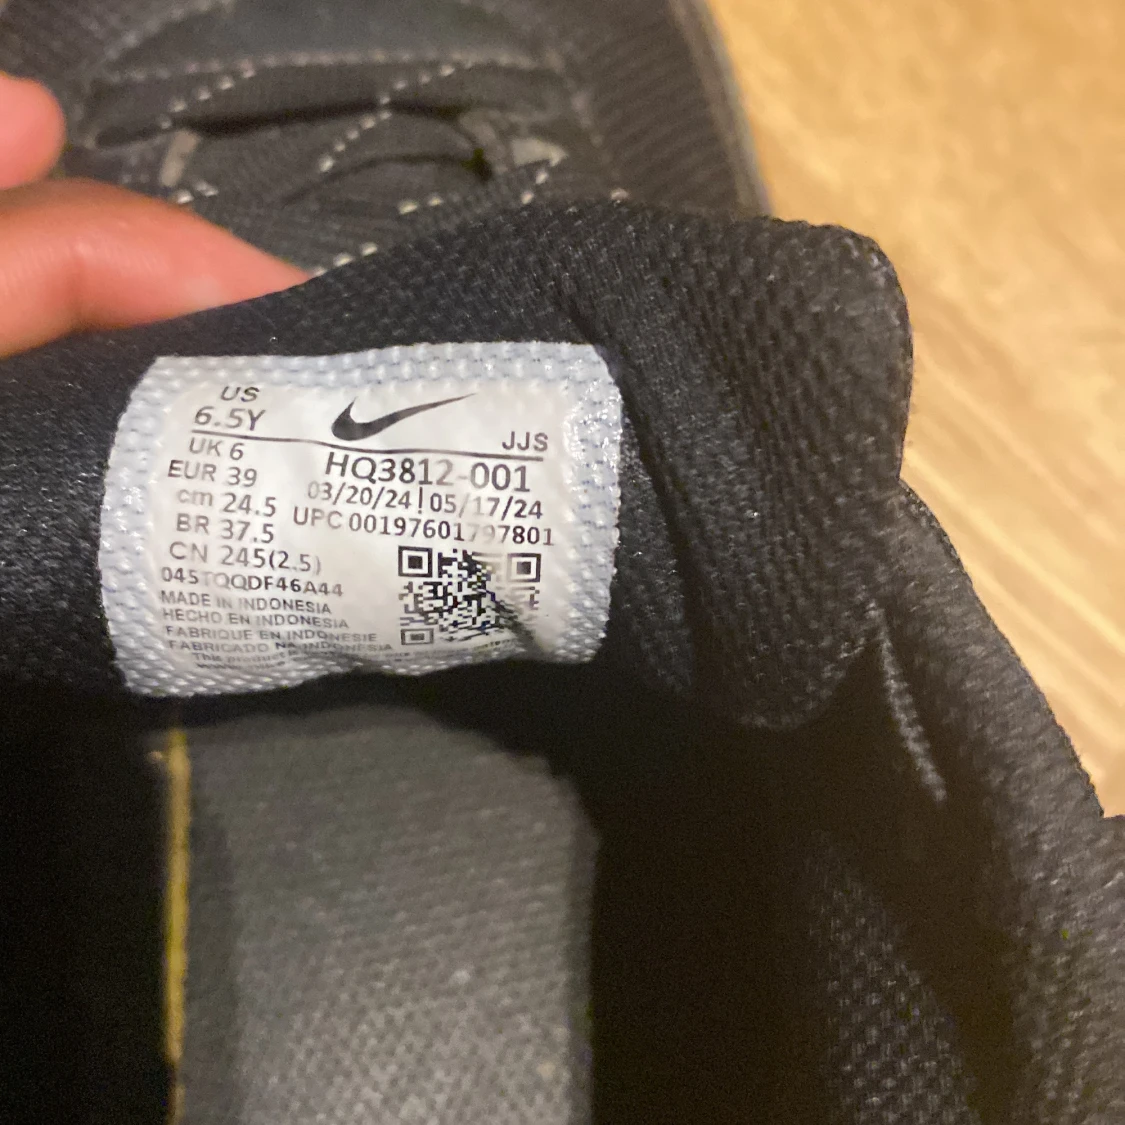 US
6.5Y
JJS
UK 6
EUR 39
cm 24.5
BR 37.5
CN 245(2.5)
HQ3812-001
03/20/24|05/17/24
UPC 00197601797801
045TQQDF46A44
MADE IN INDONESIA
HECHO EN INDONESIA
FABRIQUE EN INDONESIE
FABRICADO NA INDONESIA
This product